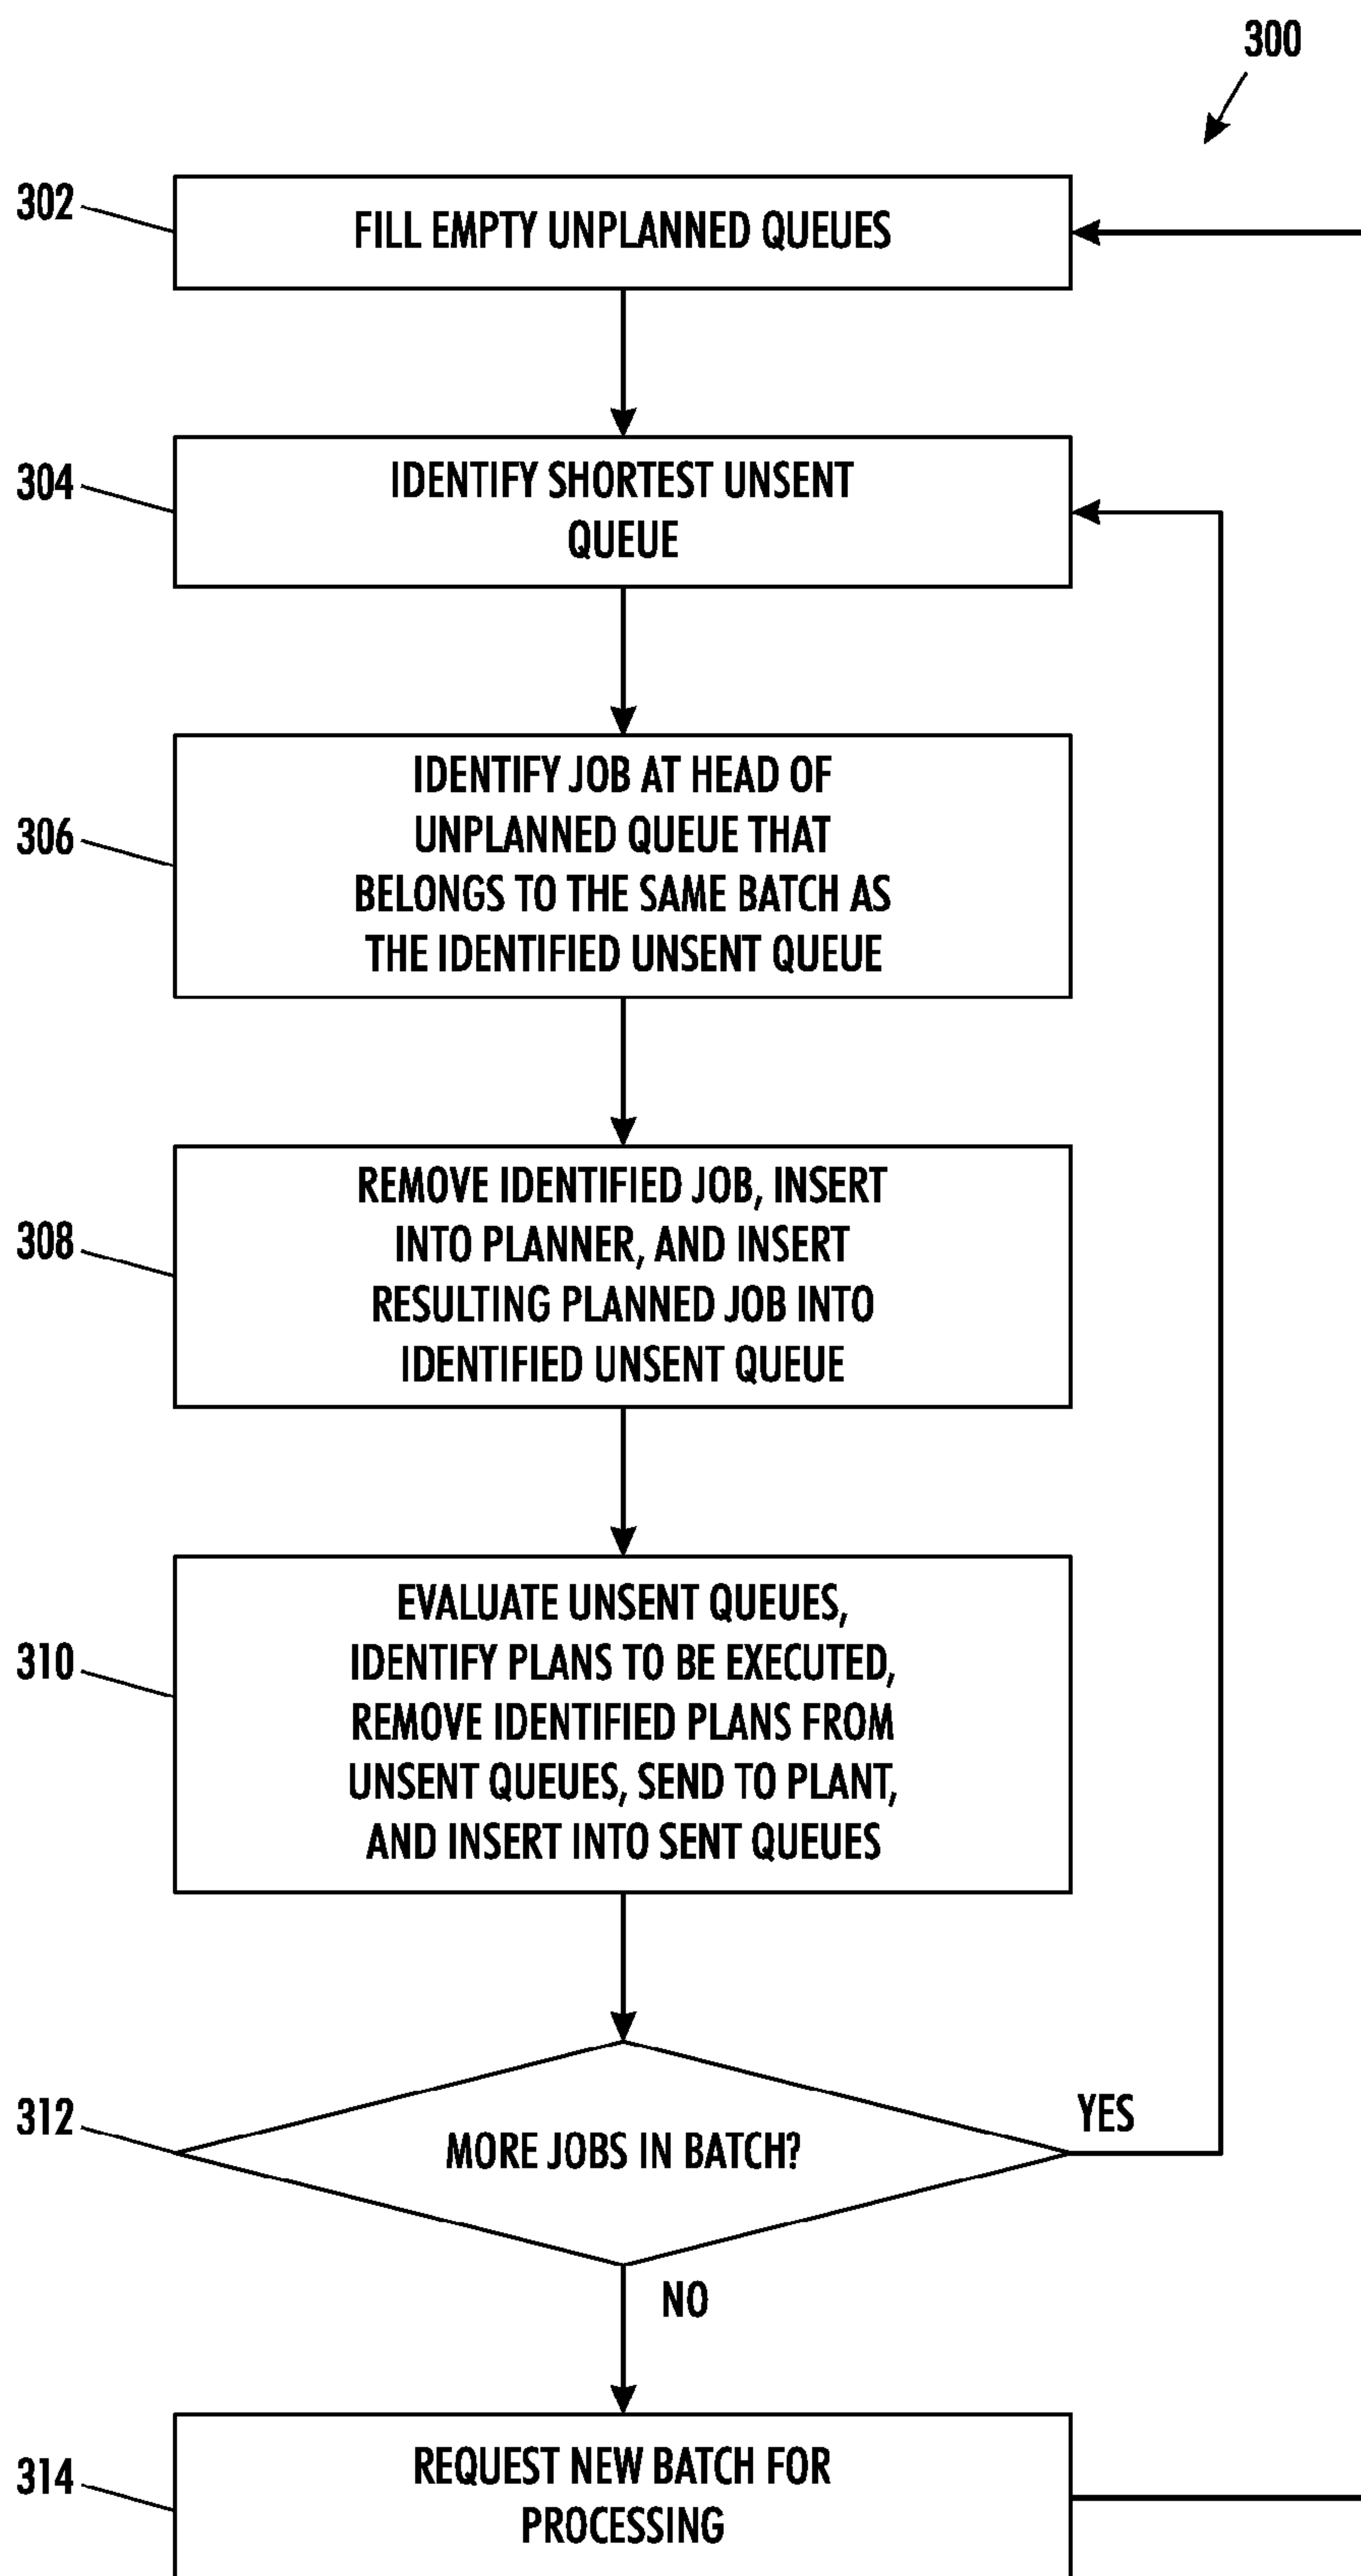 300
302
FILL EMPTY UNPLANNED QUEUES
304
IDENTIFY SHORTEST UNSENT
QUEUE
306
IDENTIFY JOB AT HEAD OF
UNPLANNED QUEUE THAT
BELONGS TO THE SAME BATCH AS
THE IDENTIFIED UNSENT QUEUE
308
REMOVE IDENTIFIED JOB, INSERT
INTO PLANNER, AND INSERT
RESULTING PLANNED JOB INTO
IDENTIFIED UNSENT QUEUE
310
EVALUATE UNSENT QUEUES,
IDENTIFY PLANS TO BE EXECUTED,
REMOVE IDENTIFIED PLANS FROM
UNSENT QUEUES, SEND TO PLANT,
AND INSERT INTO SENT QUEUES
312
MORE JOBS IN BATCH?
YES
NO
314
REQUEST NEW BATCH FOR
PROCESSING